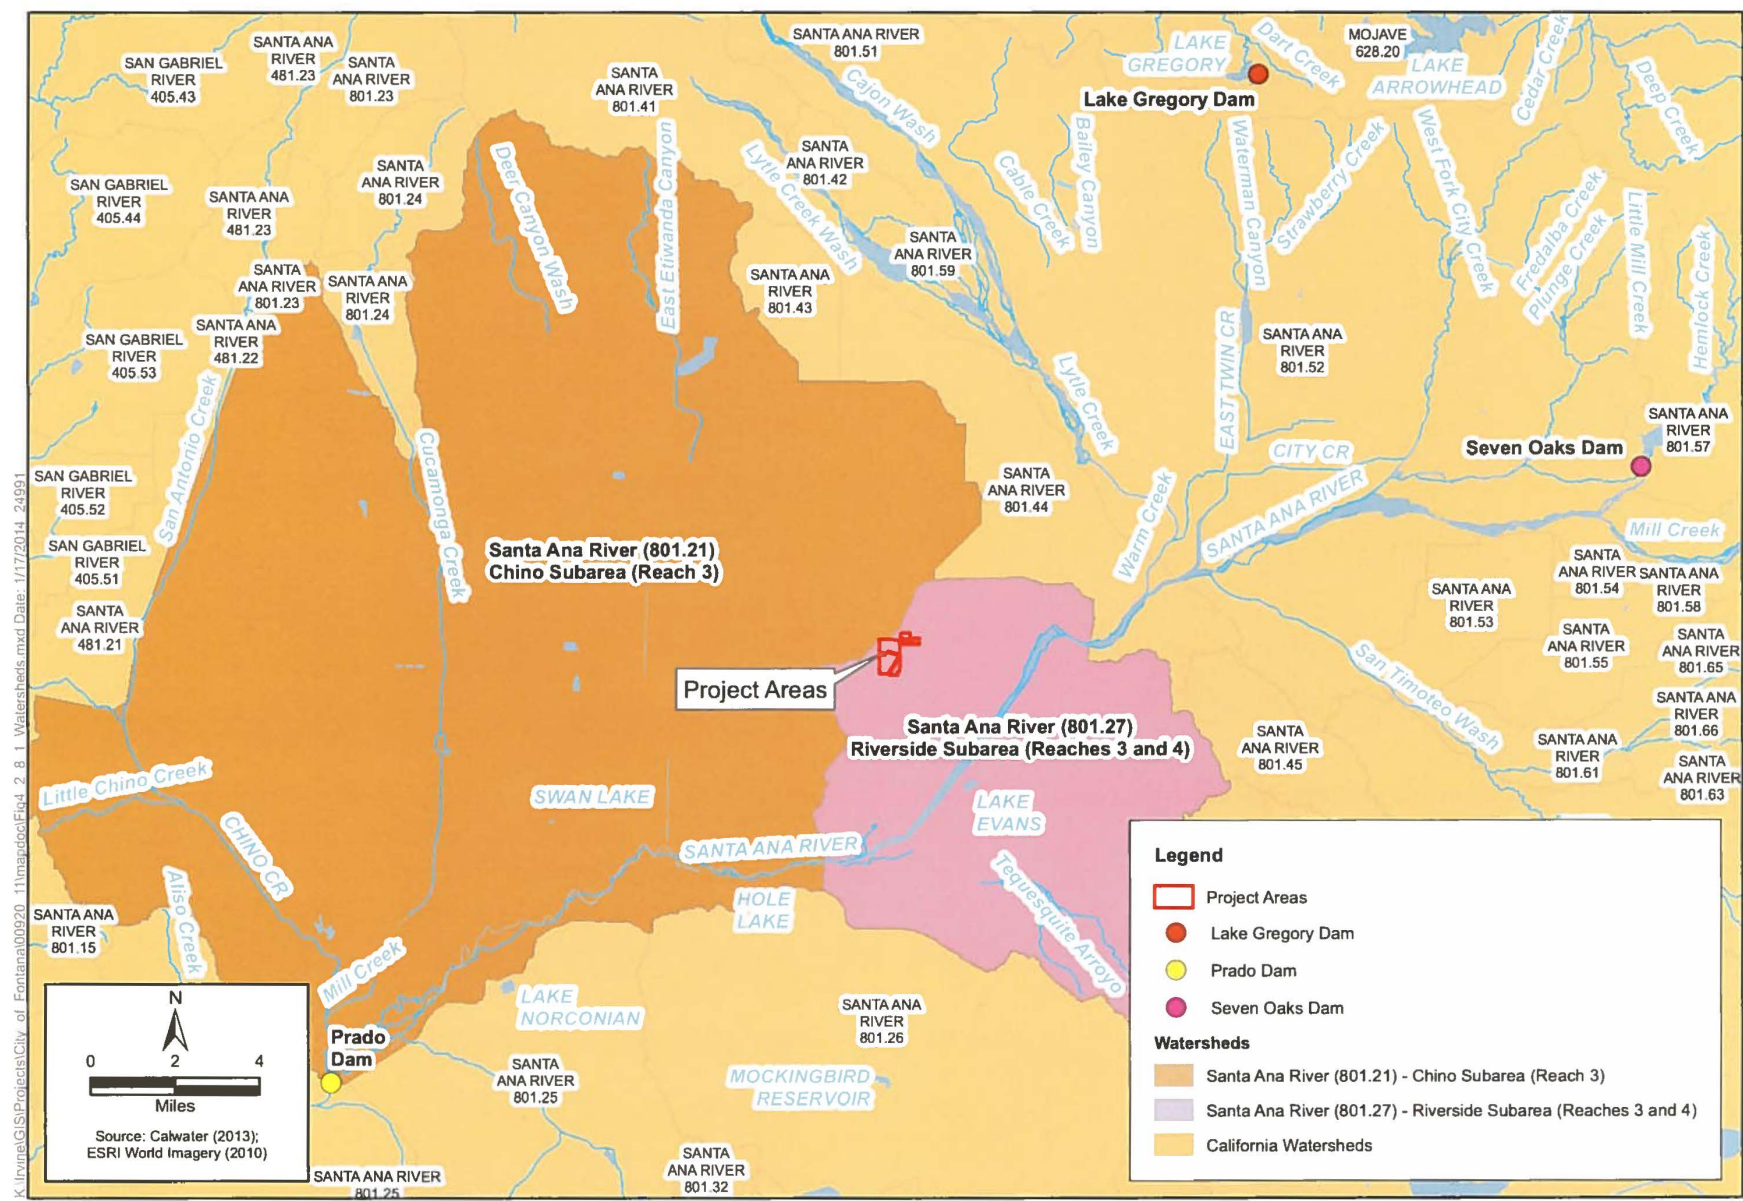 SANTA ANA
RIVER
481.23
SAN GABRIEL
RIVER
405.43
SANTA
ANA RIVER
801.23
SANTA
ANA RIVER
801.41
SANTA ANA RIVER
801.51
Cajon Wash
LAKE
GREGORY
Dart Creek
Lake Gregory Dam
MOJAVE
628.20
LAKE
ARROWHEAD
Cedar Creek
Deep Creek
SAN GABRIEL
RIVER
405.44
SANTA ANA
RIVER
481.23
SANTA
ANA RIVER
801.24
Deer Canyon Wash
East Etiwanda Canyon
Lytle Creek Wash
SANTA
ANA RIVER
801.42
SANTA
ANA RIVER
801.59
SANTA ANA
RIVER
801.43
Cable Creek
Bailey Canyon
Waterman Canyon
Strawberry Creek
West Fork City Creek
Fredalba Creek
Plunge Creek
Little Mill Creek
Hemlock Creek
SANTA
ANA RIVER
801.23
SANTA ANA
RIVER
801.24
SANTA ANA
RIVER
481.22
SAN GABRIEL
RIVER
405.53
San Antonio Creek
Cucamonga Creek
Lytle Creek
EAST TWIN CR
SANTA ANA
RIVER
801.52
CITY CR
Seven Oaks Dam
SANTA ANA
RIVER
801.57
SAN GABRIEL
RIVER
405.52
SAN GABRIEL
RIVER
405.51
SANTA
ANA RIVER
481.21
SANTA
ANA RIVER
801.44
Warm Creek
SANTA ANA RIVER
Mill Creek
Santa Ana River (801.21)
Chino Subarea (Reach 3)
SANTA
ANA RIVER
801.54
SANTA ANA
RIVER
801.58
SANTA ANA
RIVER
801.53
SANTA
ANA RIVER
801.55
SANTA
ANA RIVER
801.65
San Timoteo Wash
SANTA ANA
RIVER
801.66
Project Areas
Santa Ana River (801.27)
Riverside Subarea (Reaches 3 and 4)
SANTA
ANA RIVER
801.45
SANTA ANA
RIVER
801.61
SANTA
ANA RIVER
801.63
Little Chino Creek
CHINO CR
SWAN LAKE
SANTA ANA RIVER
LAKE
EVANS
Tequesquite Arroyo
HOLE
LAKE
Aliso Creek
SANTA ANA
RIVER
801.15
Mill Creek
Prado
Dam
LAKE
NORCONIAN
SANTA ANA
RIVER
801.26
SANTA
ANA RIVER
801.25
MOCKINGBIRD
RESERVOIR
SANTA
ANA RIVER
801.32
SANTA ANA RIVER
801.25
N
0 2 4
Miles
Source: Calwater (2013);
ESRI World Imagery (2010)
Legend
Project Areas
Lake Gregory Dam
Prado Dam
Seven Oaks Dam
Watersheds
Santa Ana River (801.21) - Chino Subarea (Reach 3)
Santa Ana River (801.27) - Riverside Subarea (Reaches 3 and 4)
California Watersheds
K:\Irvine\GIS\Projects\City_of_Fontana\00920_11\mapdoc\Fig4_2_8_1_Watersheds.mxd Date: 1/17/2014 24991